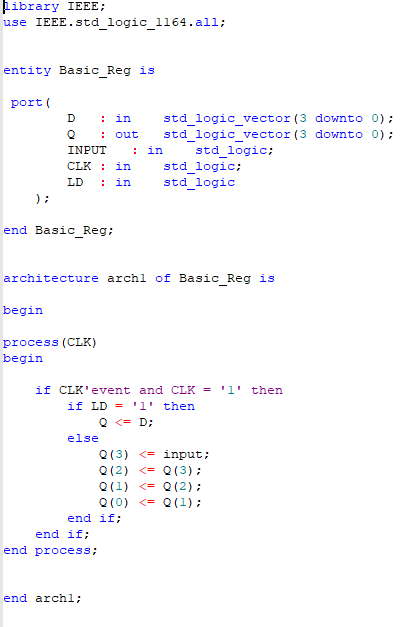 library IEEE;
use IEEE.std_logic_1164.all;
entity Basic_Reg is
port(
D : in std_logic_vector(3 downto 0);
Q : out std_logic_vector(3 downto 0);
INPUT : in std_logic;
CLK : in std_logic;
LD : in std_logic
);
end Basic_Reg;
architecture arch1 of Basic_Reg is
begin
process(CLK)
begin
if CLK'event and CLK = '1' then
if LD = '1' then
Q <= D;
else
Q(3) <= input;
Q(2) <= Q(3);
Q(1) <= Q(2);
Q(0) <= Q(1);
end if;
end if;
end process;
end arch1;